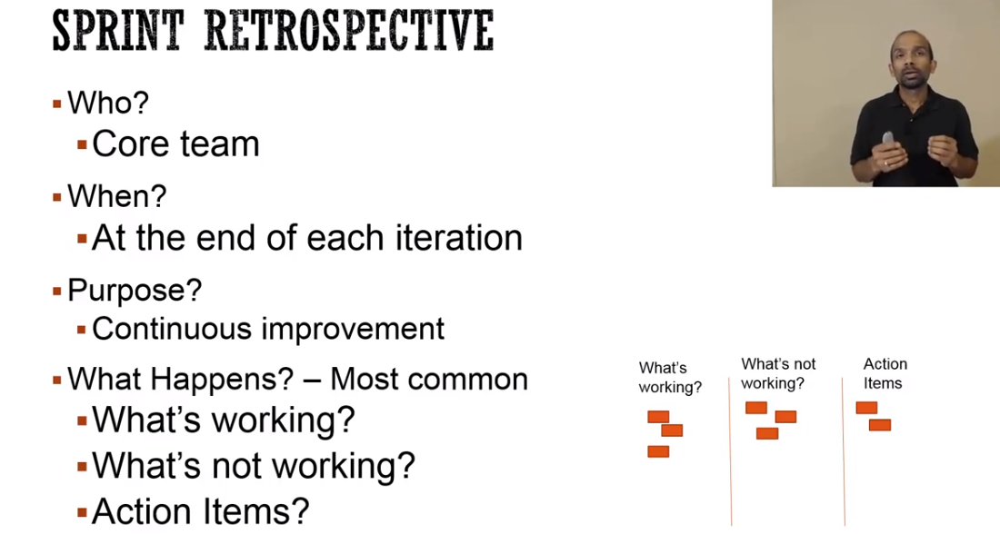 SPRINT RETROSPECTIVE
Who?
Core team
When?
At the end of each iteration
Purpose?
Continuous improvement
What Happens? – Most common
What's working?
What's not working?
Action Items?
What's
working?
What's not
working?
Action
Items